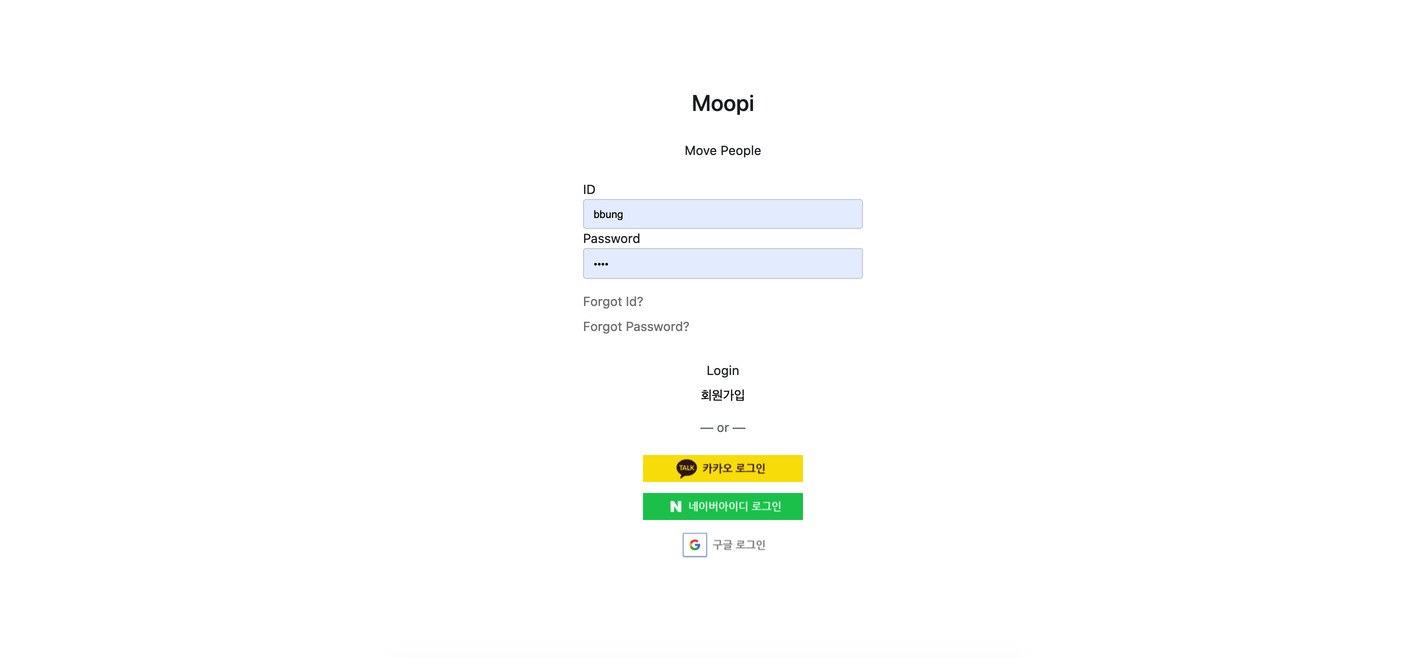 Moopi
Move People
ID
bbung
Password
••••
Forgot Id?
Forgot Password?
Login
회원가입
— or —
TALK 카카오 로그인
N 네이버아이디 로그인
G 구글 로그인